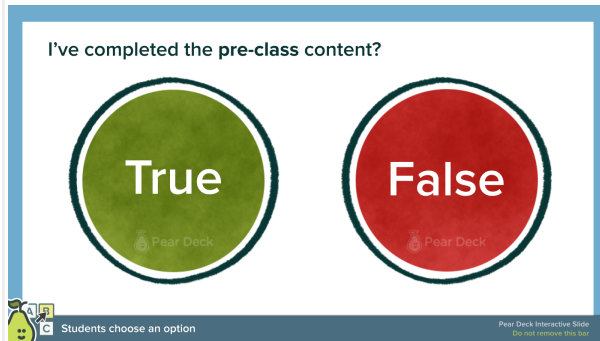 I've completed the pre-class content?
True
False
Pear Deck
Pear Deck
A B
C
Students choose an option
Pear Deck Interactive Slide
Do not remove this bar